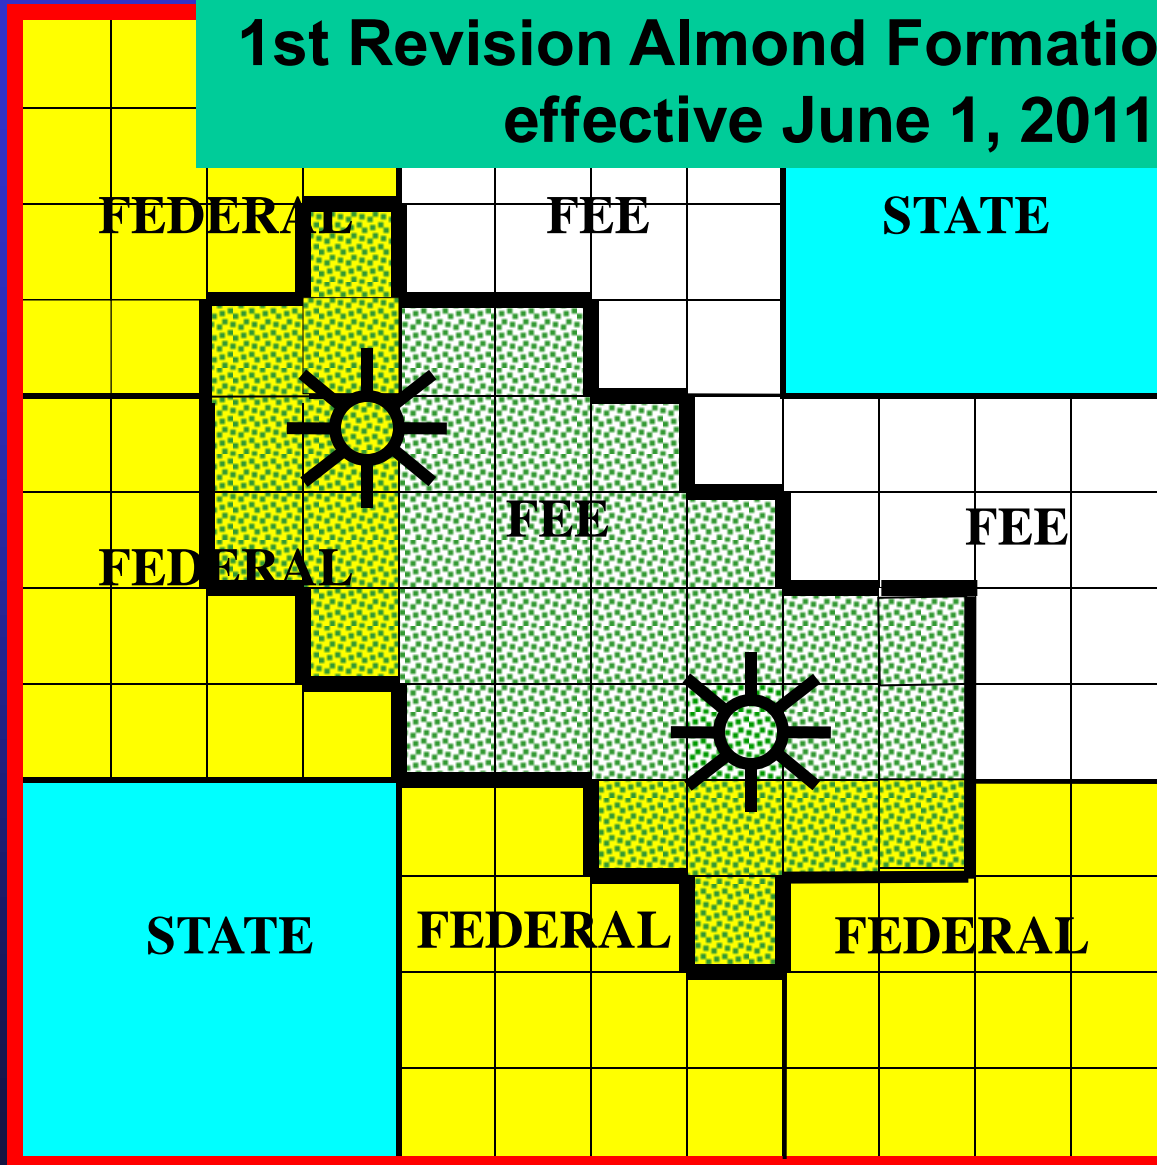 1st Revision Almond Formatio
effective June 1, 2011
FEDERAL FEE STATE
FEE FEE
FEDERAL
STATE FEDERAL FEDERAL